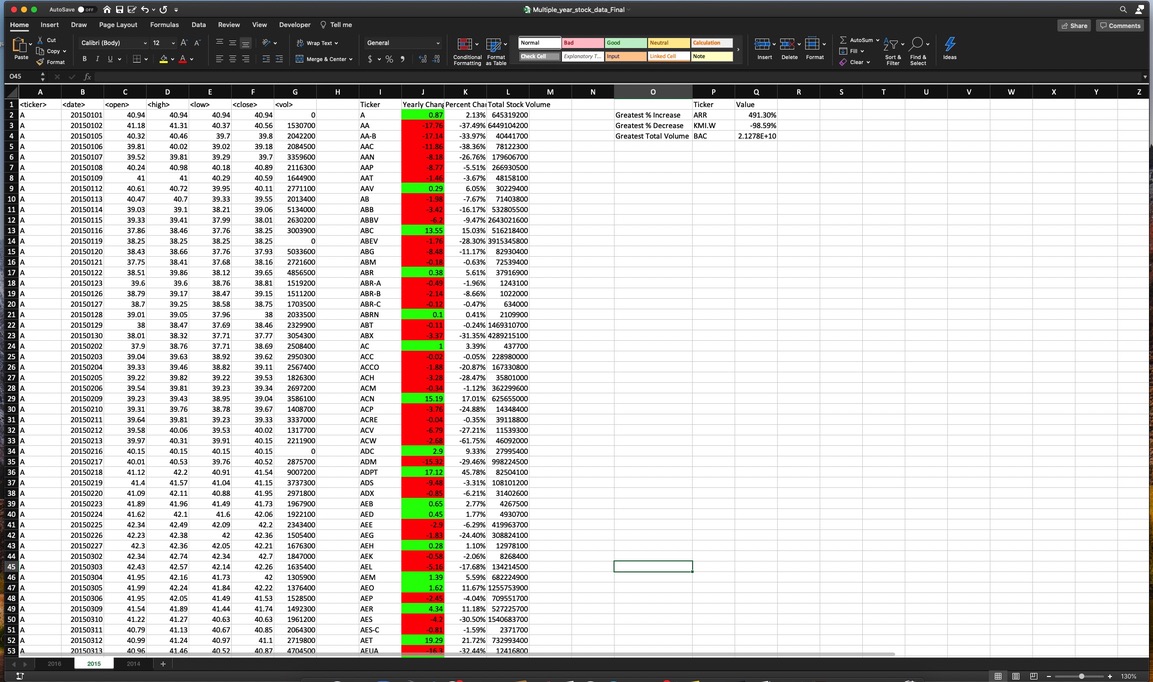 AutoSave OFF Multiple_year_stock_data_Final
Home Insert Draw Page Layout Formulas Data Review View Developer Tell me Share Comments
Paste Cut Copy Format Calibri (Body) 12 Wrap Text Merge & Center General Conditional Formatting Format as Table Normal Bad Good Neutral Calculation Insert Delete Format AutoSum Fill Clear Sort & Filter Find & Select Ideas
Check Cell Explanatory T... Input Linked Cell Note
O45 fx
A B C D E F G H I J K L M N O P Q R S T U V W X Y Z
1 <ticker> <date> <open> <high> <low> <close> <vol> Ticker Yearly Chang Percent Chan Total Stock Volume Ticker Value
2 A 20150101 40.94 40.94 40.94 40.94 0 A 0.87 2.13% 645319200 Greatest % Increase ARR 491.30%
3 A 20150102 41.18 41.31 40.37 40.56 1530700 AA -17.76 -37.49% 6449104200 Greatest % Decrease KMI.W -98.59%
4 A 20150105 40.32 40.46 39.7 39.8 2042200 AA-B -17.14 -33.97% 40441700 Greatest Total Volume BAC 2.1278E+10
5 A 20150106 39.81 40.02 39.02 39.18 2084500 AAC -11.86 -38.36% 78122300
6 A 20150107 39.52 39.81 39.29 39.7 3359600 AAN -8.18 -26.76% 179606700
7 A 20150108 40.24 40.98 40.18 40.89 2116300 AAP -8.77 -5.51% 266930500
8 A 20150109 41 41 40.29 40.59 1644900 AAT -1.46 -3.67% 48158100
9 A 20150112 40.61 40.72 39.95 40.11 2771100 AAV 0.29 6.05% 30229400
10 A 20150113 40.47 40.7 39.33 39.55 2013400 AB -1.98 -7.67% 71403800
11 A 20150114 39.03 39.1 38.21 39.06 5134000 ABB -3.42 -16.17% 532805500
12 A 20150115 39.33 39.41 37.99 38.01 2630200 ABBV -6.2 -9.47% 2643021600
13 A 20150116 37.86 38.46 37.76 38.25 3003900 ABC 13.55 15.03% 516218400
14 A 20150119 38.25 38.25 38.25 38.25 0 ABEV -1.76 -28.30% 3915345800
15 A 20150120 38.43 38.66 37.76 37.93 5033600 ABG -8.48 -11.17% 82930400
16 A 20150121 37.75 38.41 37.68 38.16 2721600 ABM -0.18 -0.63% 72539400
17 A 20150122 38.51 39.86 38.12 39.65 4856500 ABR 0.38 5.61% 37916900
18 A 20150123 39.6 39.6 38.76 38.81 1519200 ABR-A -0.49 -1.96% 1243100
19 A 20150126 38.79 39.17 38.47 39.15 1511200 ABR-B -2.14 -8.66% 1022000
20 A 20150127 38.7 39.25 38.58 38.75 1703500 ABR-C -0.12 -0.47% 634000
21 A 20150128 39.01 39.05 37.96 38 2033500 ABRN 0.1 0.41% 2109900
22 A 20150129 38 38.47 37.69 38.46 2329900 ABT -0.11 -0.24% 1469310700
23 A 20150130 38.01 38.32 37.71 37.77 3054300 ABX -3.37 -31.35% 4289215100
24 A 20150202 37.9 38.76 37.71 38.69 2508400 AC 1 3.39% 437700
25 A 20150203 39.04 39.63 38.92 39.62 2950300 ACC -0.02 -0.05% 228980000
26 A 20150204 39.33 39.46 38.82 39.11 2567400 ACCO -1.88 -20.87% 167330800
27 A 20150205 39.22 39.82 39.22 39.53 1826300 ACH -3.28 -28.47% 35801000
28 A 20150206 39.54 39.81 39.23 39.34 2697200 ACM -0.34 -1.12% 362299600
29 A 20150209 39.23 39.43 38.95 39.04 3586100 ACN 15.19 17.01% 625655000
30 A 20150210 39.31 39.76 38.78 39.67 1408700 ACP -3.76 -24.88% 14348400
31 A 20150211 39.64 39.81 39.23 39.33 3337000 ACRE -0.04 -0.35% 39118800
32 A 20150212 39.58 40.06 39.53 40.02 1317700 ACV -6.79 -27.21% 11539300
33 A 20150213 39.97 40.31 39.91 40.15 2211900 ACW -2.68 -61.75% 46092000
34 A 20150216 40.15 40.15 40.15 40.15 0 ADC 2.9 9.33% 27995400
35 A 20150217 40.01 40.53 39.76 40.52 2875700 ADM -15.32 -29.46% 998224500
36 A 20150218 41.12 42.2 40.91 41.54 9007200 ADPT 17.12 45.78% 82504100
37 A 20150219 41.4 41.57 41.04 41.15 3737300 ADS -9.48 -3.31% 108101200
38 A 20150220 41.09 42.11 40.88 41.95 2971800 ADX -0.85 -6.21% 31402600
39 A 20150223 41.89 41.96 41.49 41.73 1967900 AEB 0.65 2.77% 4267500
40 A 20150224 41.62 42.1 41.6 42.06 1922100 AED 0.45 1.77% 4930700
41 A 20150225 42.34 42.49 42.09 42.2 2343400 AEE -2.9 -6.29% 419963700
42 A 20150226 42.23 42.38 42 42.36 1505400 AEG -1.83 -24.40% 308824100
43 A 20150227 42.3 42.36 42.05 42.21 1676300 AEH 0.28 1.10% 12978100
44 A 20150302 42.34 42.74 42.34 42.7 1847000 AEK -0.58 -2.06% 8268400
45 A 20150303 42.43 42.57 42.14 42.26 1635400 AEL -5.16 -17.68% 134214500
46 A 20150304 41.95 42.16 41.73 42 1305900 AEM 1.39 5.59% 682224900
47 A 20150305 41.99 42.24 41.84 42.22 1376400 AEO 1.62 11.67% 1255753900
48 A 20150306 41.95 42.05 41.49 41.53 1528500 AEP -2.45 -4.04% 709551700
49 A 20150309 41.54 41.89 41.44 41.74 1492300 AER 4.34 11.18% 527225700
50 A 20150310 41.22 41.27 40.63 40.63 1961200 AES -4.2 -30.50% 1540683700
51 A 20150311 40.79 41.13 40.67 40.85 2064300 AES-C -0.81 -1.59% 2371700
52 A 20150312 40.99 41.24 40.97 41.1 2719800 AET 19.29 21.72% 732993400
53 A 20150313 40.96 41.46 40.52 40.87 4704500 AEUA -16.3 -32.44% 12416800
2016 2015 2014 +
130%